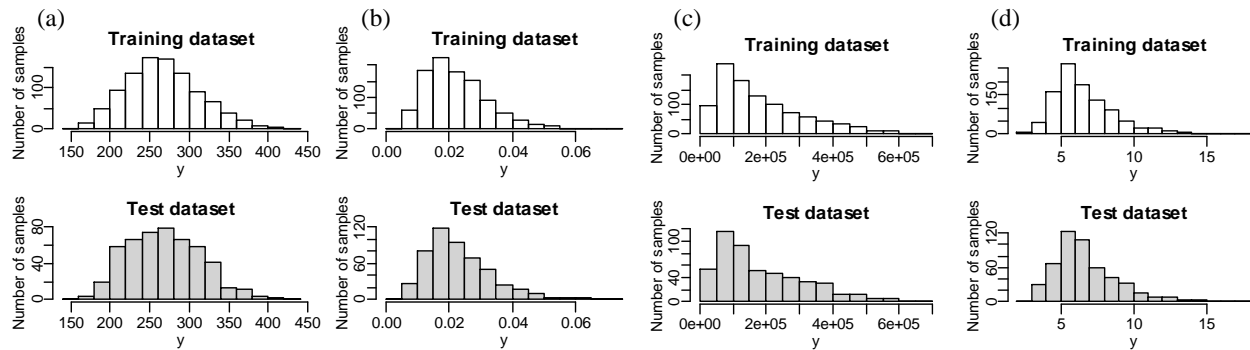 (a)
Training dataset
Number of samples
0 100
150 200 250 300 350 400 450
y
Test dataset
Number of samples
0 40 80
150 200 250 300 350 400 450
y
(b)
Training dataset
Number of samples
0 100
0.00 0.02 0.04 0.06
y
Test dataset
Number of samples
0 60 120
0.00 0.02 0.04 0.06
y
(c)
Training dataset
Number of samples
0 100
0e+00 2e+05 4e+05 6e+05
y
Test dataset
Number of samples
0 40 100
0e+00 2e+05 4e+05 6e+05
y
(d)
Training dataset
Number of samples
0 150
5 10 15
y
Test dataset
Number of samples
0 60 120
5 10 15
y